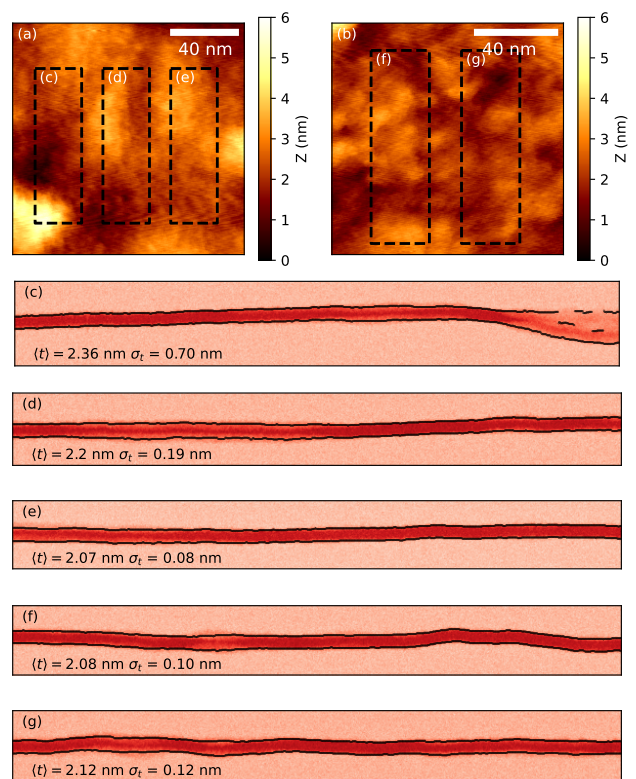 (a)
40 nm
(c)
(d)
(e)
6
5
4
3
2
1
0
Z (nm)
(b)
40 nm
(f)
(g)
6
5
4
3
2
1
0
Z (nm)
(c)
⟨t⟩ = 2.36 nm σt = 0.70 nm
(d)
⟨t⟩ = 2.2 nm σt = 0.19 nm
(e)
⟨t⟩ = 2.07 nm σt = 0.08 nm
(f)
⟨t⟩ = 2.08 nm σt = 0.10 nm
(g)
⟨t⟩ = 2.12 nm σt = 0.12 nm